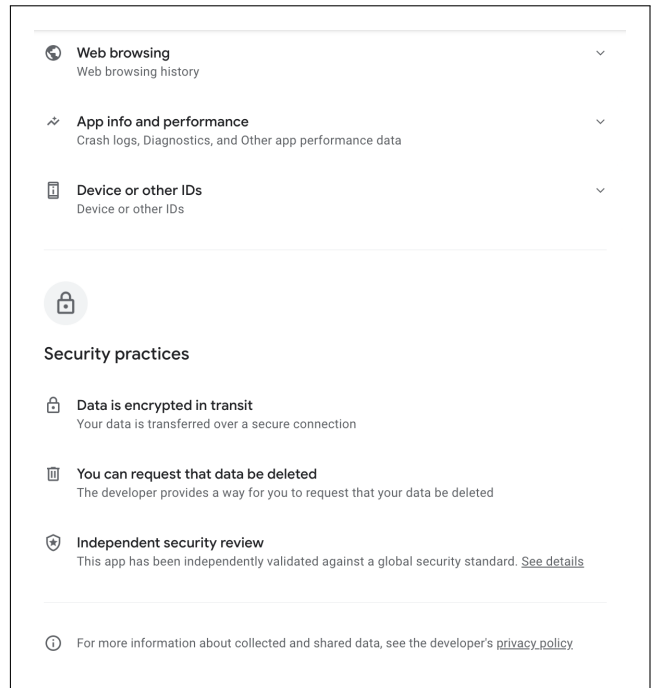 Web browsing
Web browsing history
App info and performance
Crash logs, Diagnostics, and Other app performance data
Device or other IDs
Device or other IDs
Security practices
Data is encrypted in transit
Your data is transferred over a secure connection
You can request that data be deleted
The developer provides a way for you to request that your data be deleted
Independent security review
This app has been independently validated against a global security standard. See details
For more information about collected and shared data, see the developer's privacy policy